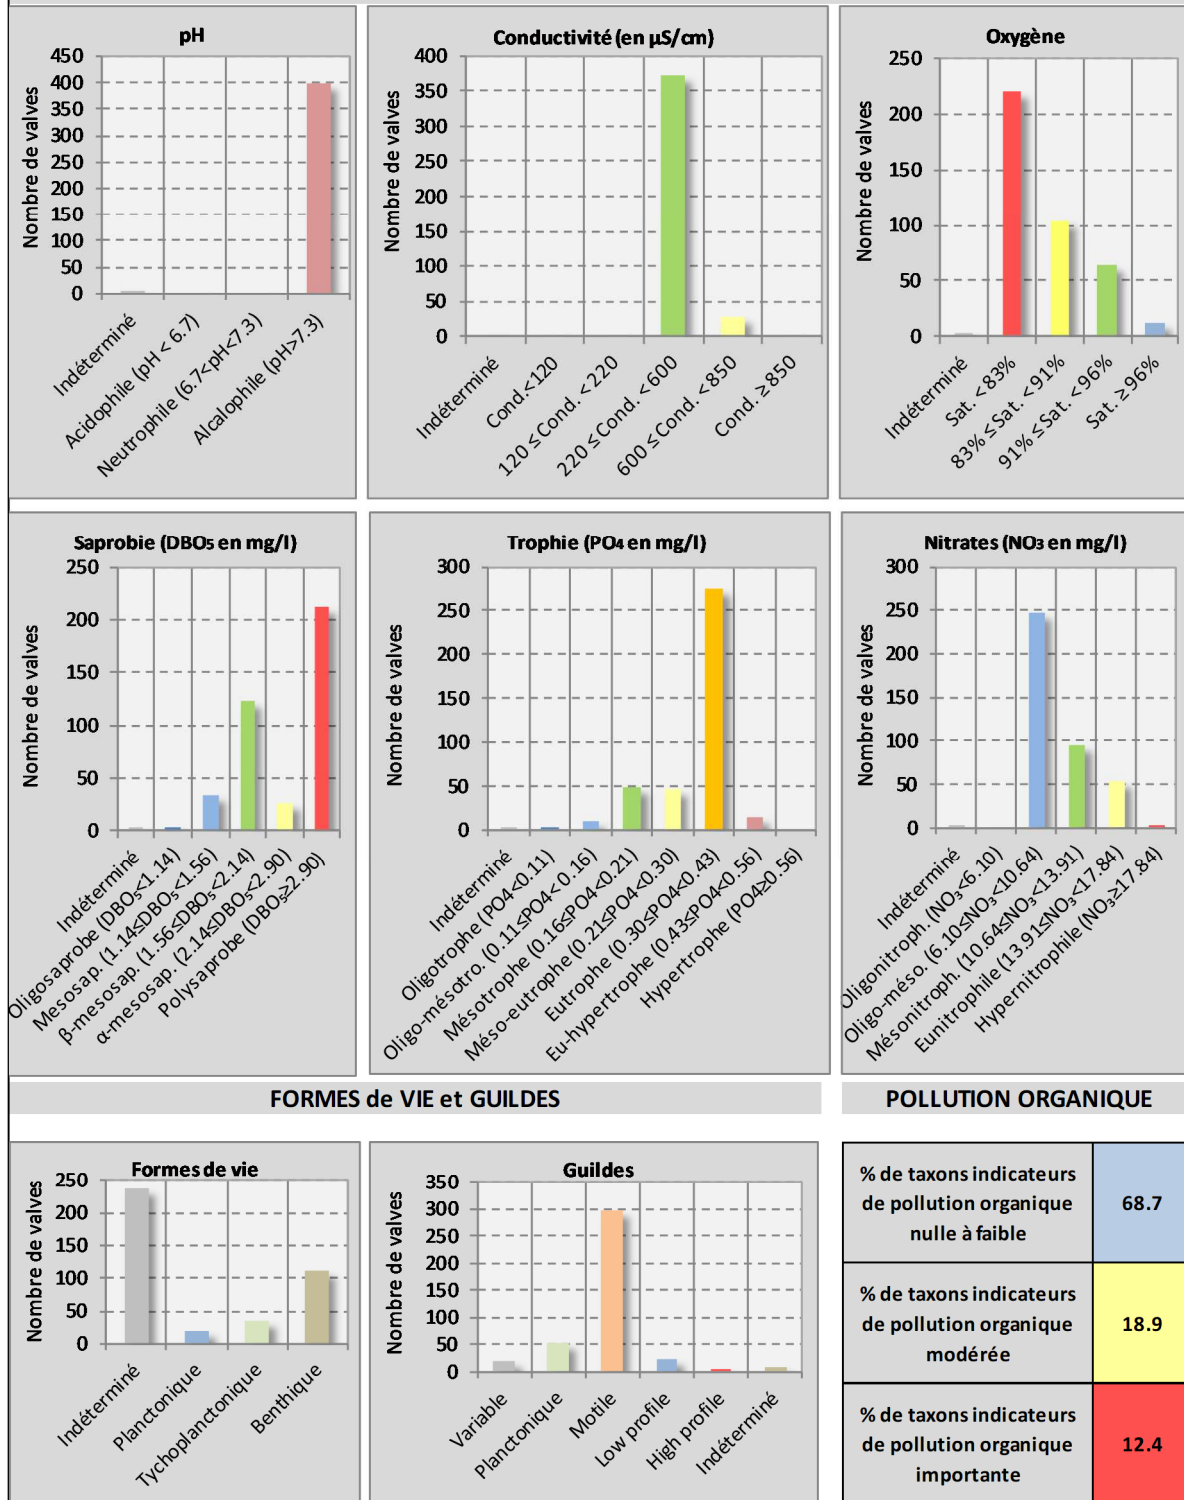 pH
Nombre de valves
450
400
350
300
250
200
150
100
50
0
Indéterminé
Acidophile (pH < 6.7)
Neutrophile (6.7<pH<7.3)
Alcalophile (pH>7.3)
Conductivité (en µS/cm)
Nombre de valves
400
350
300
250
200
150
100
50
0
Indéterminé
Cond.<120
120 ≤ Cond. < 220
220 ≤ Cond. < 600
600 ≤ Cond. < 850
Cond. ≥ 850
Oxygène
Nombre de valves
250
200
150
100
50
0
Indéterminé
Sat. < 83%
83% ≤ Sat. < 91%
91% ≤ Sat. < 96%
Sat. ≥ 96%
Saprobie (DBO₅ en mg/l)
Nombre de valves
250
200
150
100
50
0
Indéterminé
Oligosaprobe (DBO₅≤1.14)
Mesosap. (1.14≤DBO₅<1.56)
β-mesosap. (1.56≤DBO₅<2.14)
α-mesosap. (2.14≤DBO₅<2.90)
Polysaprobe (DBO₅≥2.90)
Trophie (PO4 en mg/l)
Nombre de valves
300
250
200
150
100
50
0
Indéterminé
Oligotrophe (PO4<0.11)
Oligo-mésotro. (0.11≤PO4< 0.16)
Mésotrophe (0.16≤PO4<0.21)
Méso-eutrophe (0.21≤PO4<0.30)
Eutrophe (0.30≤PO4<0.43)
Eu-hypertrophe (0.43≤PO4<0.56)
Hypertrophe (PO4≥0.56)
Nitrates (NO₃ en mg/l)
Nombre de valves
300
250
200
150
100
50
0
Indéterminé
Oligonitroph. (NO₃<6.10)
Oligo-méso. (6.10≤NO₃<10.64)
Mésonitroph. (10.64≤NO₃<13.91)
Eunitrophile (13.91≤NO₃<17.84)
Hypernitrophile (NO₃≥17.84)
FORMES de VIE et GUILDES
POLLUTION ORGANIQUE
Formes de vie
Nombre de valves
250
200
150
100
50
0
Indéterminé
Planctonique
Tychoplanctonique
Benthique
Guildes
Nombre de valves
350
300
250
200
150
100
50
0
Variable
Planctonique
Motile
Low profile
High profile
Indéterminé
% de taxons indicateurs
de pollution organique
nulle à faible
68.7
% de taxons indicateurs
de pollution organique
modérée
18.9
% de taxons indicateurs
de pollution organique
importante
12.4